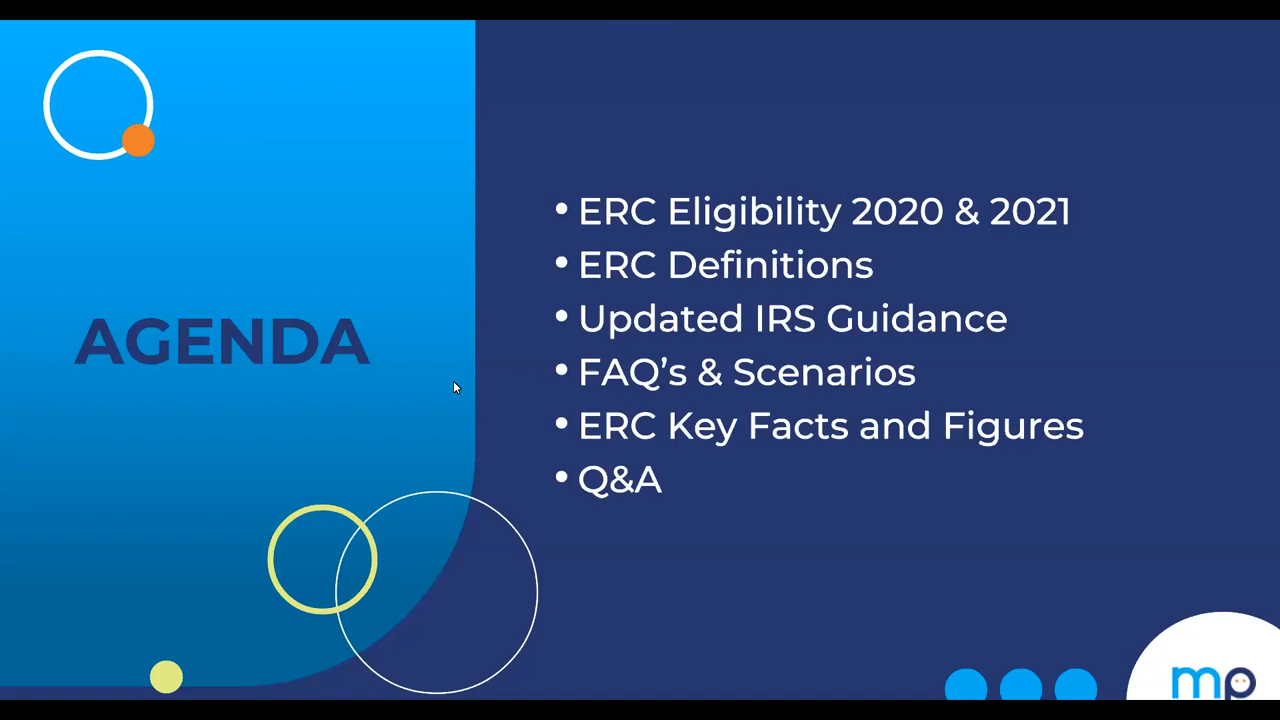 AGENDA
• ERC Eligibility 2020 & 2021
• ERC Definitions
• Updated IRS Guidance
• FAQ’s & Scenarios
• ERC Key Facts and Figures
• Q&A
mp